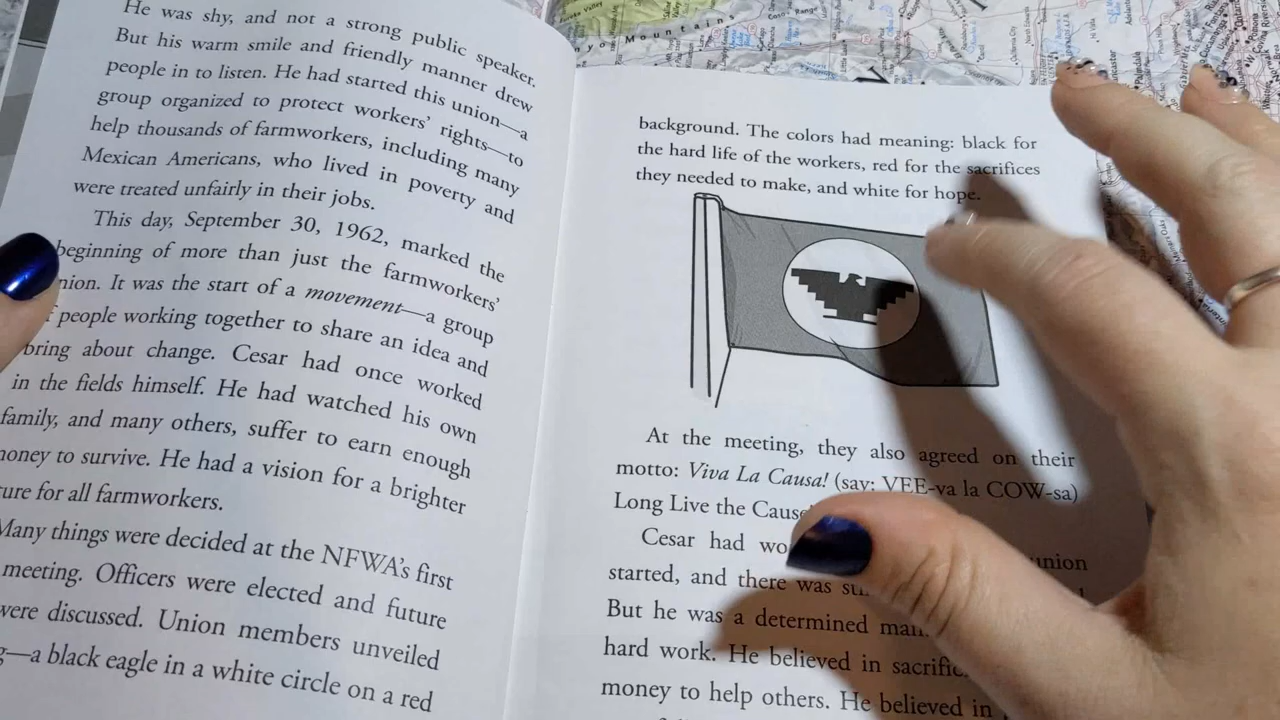 He was shy, and not a strong public speaker.
But his warm smile and friendly manner drew
people in to listen. He had started this union—a
group organized to protect workers' rights—to
help thousands of farmworkers, including many
Mexican Americans, who lived in poverty and
were treated unfairly in their jobs.
This day, September 30, 1962, marked the
beginning of more than just the farmworkers'
nion. It was the start of a movement—a group
people working together to share an idea and
bring about change. Cesar had once worked
in the fields himself. He had watched his own
family, and many others, suffer to earn enough
money to survive. He had a vision for a brighter
ture for all farmworkers.
Many things were decided at the NFWA's first
meeting. Officers were elected and future
were discussed. Union members unveiled
g—a black eagle in a white circle on a red
background. The colors had meaning: black for
the hard life of the workers, red for the sacrifices
they needed to make, and white for hope.
At the meeting, they also agreed on their
motto: Viva La Causa! (say: VEE-va la COW-sa)
Long Live the Cause
Cesar had wo union
started, and there was
But he was a determined man
hard work. He believed in sacrific
money to help others. He believed in
Mountains